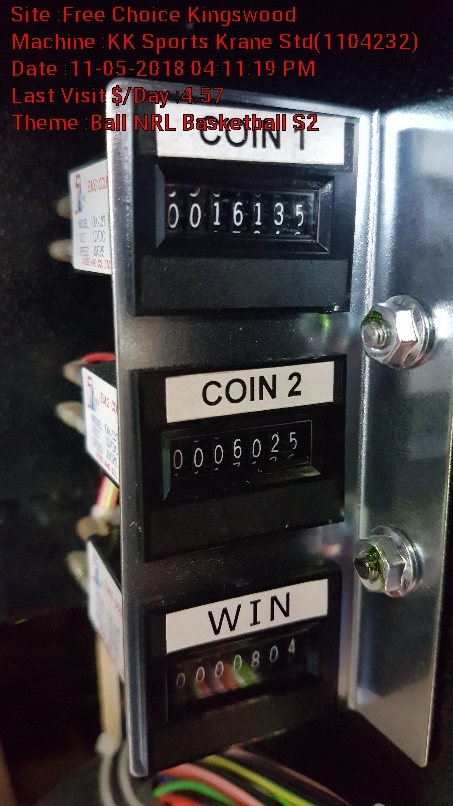 Site :Free Choice Kingswood
Machine :KK Sports Krane Std(1104232)
Date :11-05-2018 04:11:19 PM
Last Visit $/Day :4.57
Theme :Ball NRL Basketball S2
COIN 1
0016135
COIN 2
0006025
WIN
0000804